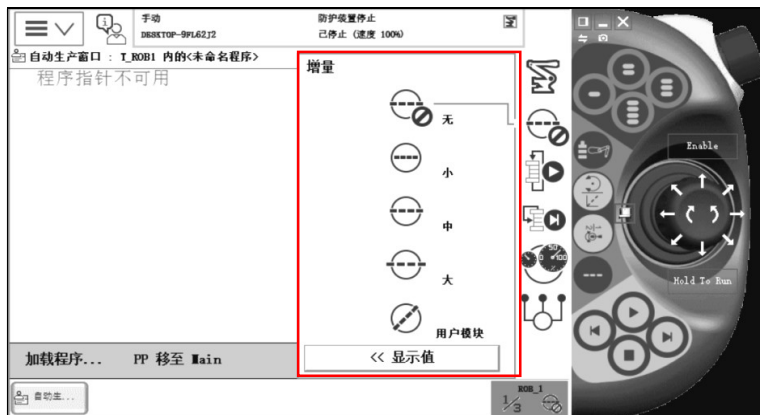 手动
DESKTOP-9FL62J2
防护装置停止
已停止（速度 100%）
自动生产窗口 : T_ROB1 内的<未命名程序>
程序指针不可用
增量
无
小
中
大
用户模块
<< 显示值
加载程序...
PP 移至 Main
自动生...
ROB_1
1/3
Enable
Hold To Run